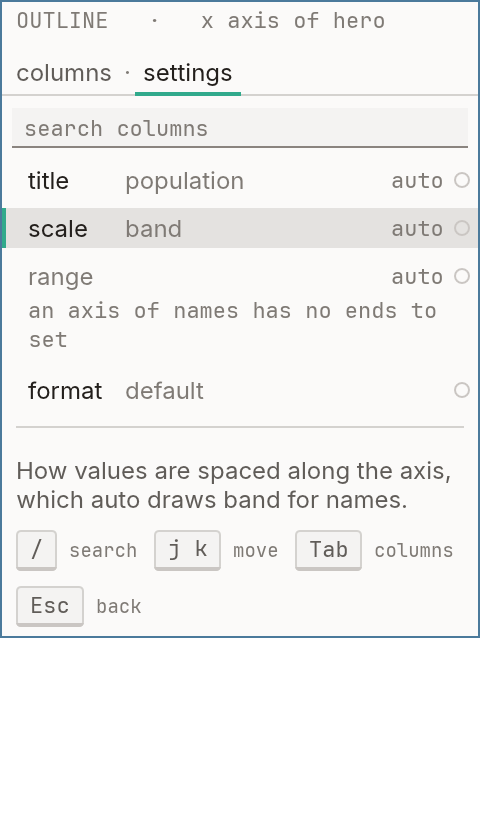 OUTLINE · x axis of hero
columns · settings
search columns
title population auto
scale band auto
range auto
an axis of names has no ends to
set
format default
How values are spaced along the axis,
which auto draws band for names.
/ search j k move Tab columns
Esc back